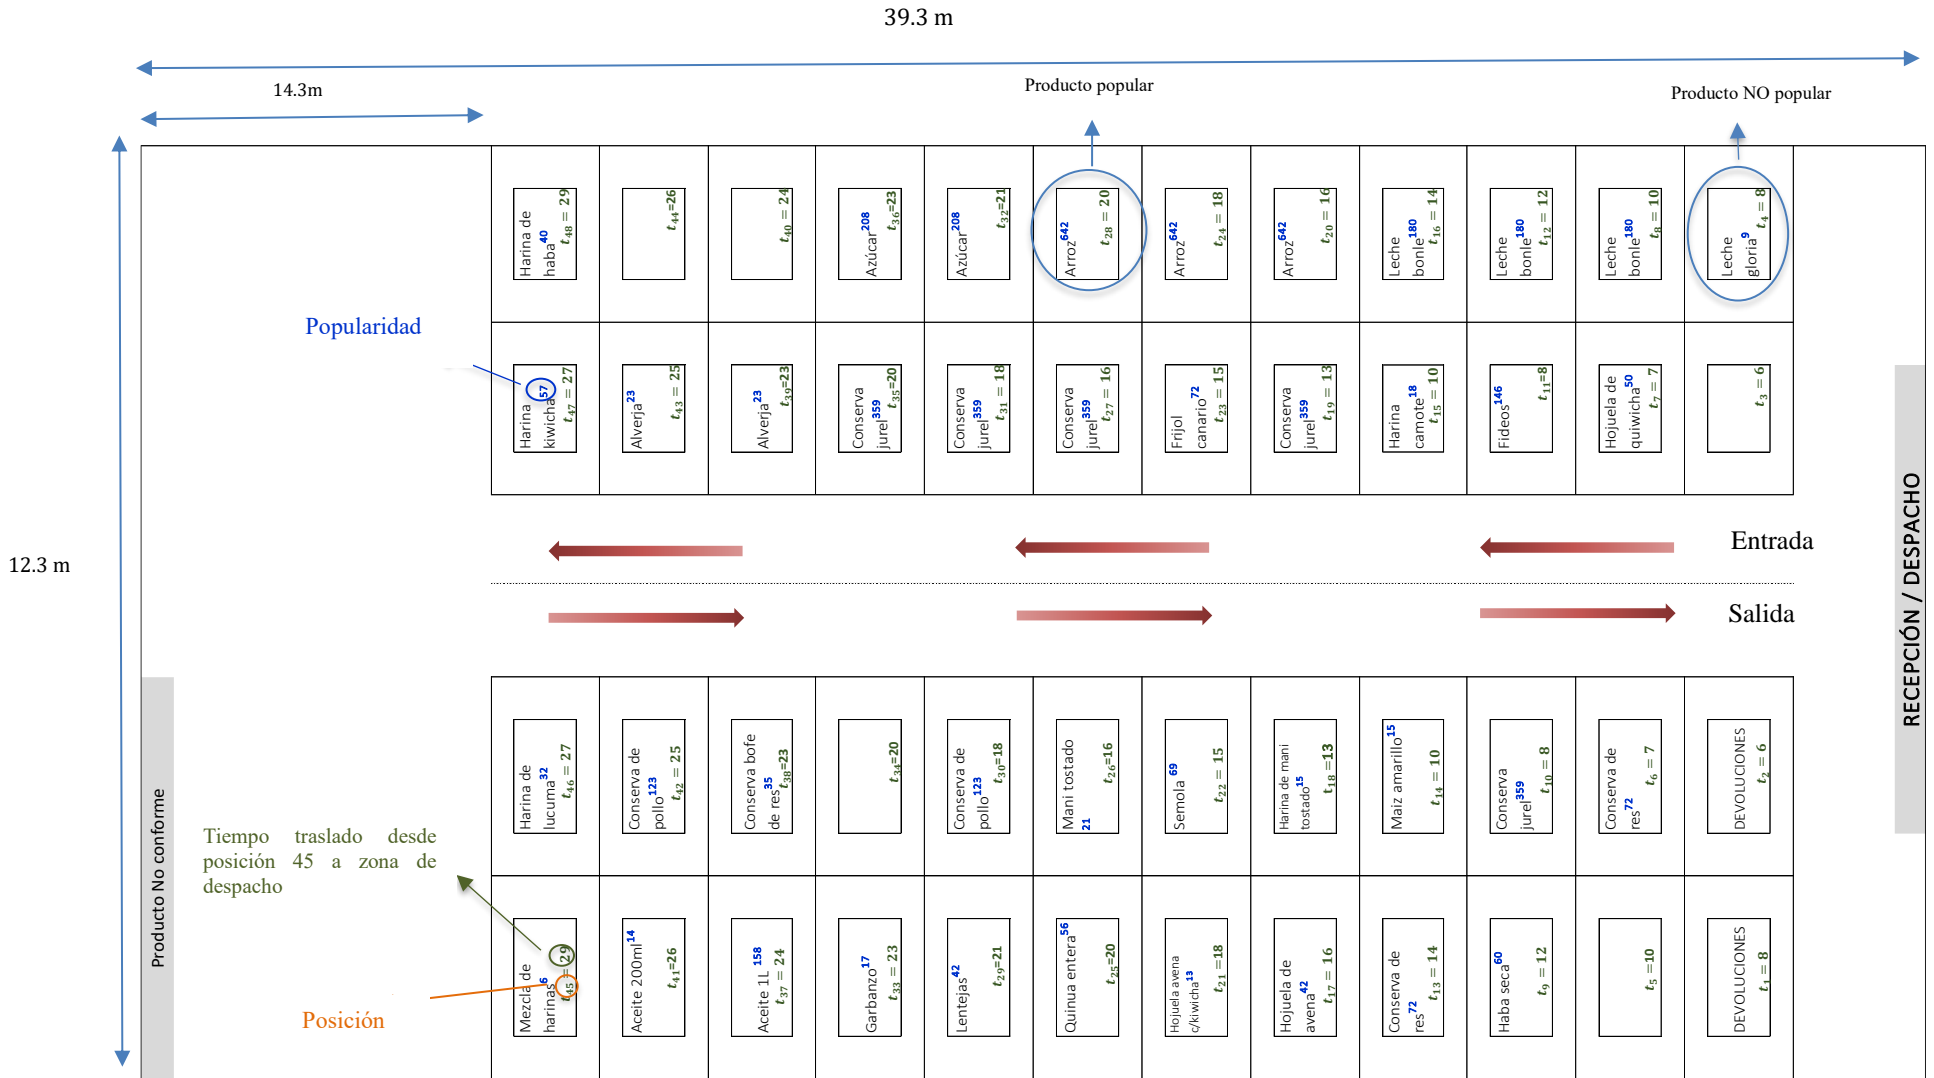 39.3 m
14.3m
Producto popular
Producto NO popular
Harina de
haba40
t48 = 29
t44=26
t40 = 24
Azúcar208
t36=23
Azúcar208
t32=21
Arroz642
t28 = 20
Arroz642
t24 = 18
Arroz642
t20 = 16
Leche
bonle180
t16 = 14
Leche
bonle180
t12 = 12
Leche
bonle180
t8 = 10
Leche
gloria9
t4 = 8
Popularidad
Harina
kiwicha57
t47 = 27
Alverja23
t43 = 25
Alverja23
t39=23
Conserva
jurel359
t35=20
Conserva
jurel359
t31 = 18
Conserva
jurel359
t27 = 16
Frijol
canario72
t23 = 15
Conserva
jurel359
t19 = 13
Harina
camote18
t15 = 10
Fideos146
t11=8
Hojuela de
quiwicha50
t7 = 7
t3 = 6
12.3 m
Entrada
Salida
RECEPCIÓN / DESPACHO
Harina de
lucuma32
t46 = 27
Conserva de
pollo123
t42 = 25
Conserva bofe
de res35
t38=23
t34=20
Conserva de
pollo123
t30=18
Mani tostado
21
t26=16
Semola69
t22 = 15
Harina de mani
tostado15
t18=13
Maiz amarillo15
t14 = 10
Conserva
jurel359
t10 = 8
Conserva de
res72
t6 = 7
DEVOLUCIONES
t2 = 6
Producto No conforme
Tiempo traslado desde
posición 45 a zona de
despacho
Posición
Mezcla de
harinas6
t45 = 29
Aceite 200ml14
t41=26
Aceite 1L 158
t37 = 24
Garbanzo17
t33 = 23
Lentejas42
t29=21
Quinua entera56
t25=20
Hojuela avena
c/kiwicha13
t21 =18
Hojuela de
avena42
t17 = 16
Conserva de
res72
t13 = 14
Haba seca60
t9 = 12
t5 =10
DEVOLUCIONES
t1 = 8